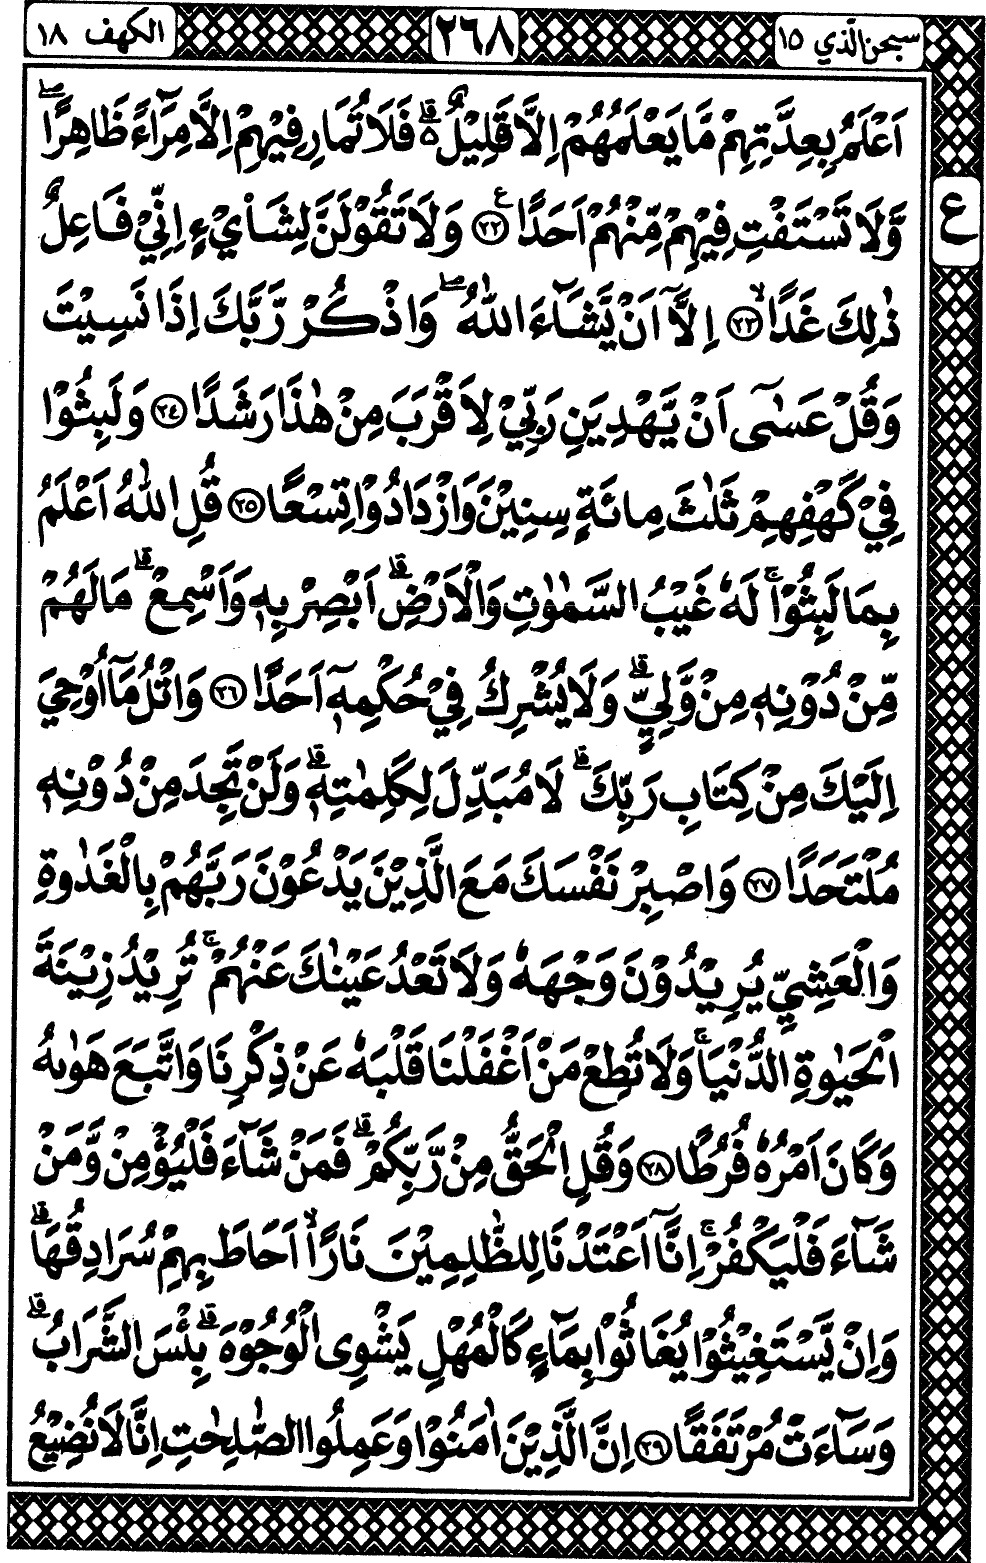 سبحن الذي ١٥
٢٦٨
الكهف ١٨
اَعْلَمُ بِعِدَّتِهِمْ مَّا يَعْلَمُهُمْ اِلَّا قَلِيْلٌ ۗ۬ فَلَا تُمَارِ فِيْهِمْ اِلَّا مِرَآءً ظَاهِرًا ۖ
وَّلَا تَسْتَفْتِ فِيْهِمْ مِّنْهُمْ اَحَدًا ۝٢٢ ع وَلَا تَقُوْلَنَّ لِشَاْيْءٍ اِنِّيْ فَاعِلٌ
ذٰلِكَ غَدًا ۙ ۝٢٣ اِلَّآ اَنْ يَّشَآءَ اللّٰهُ ۖ وَاذْكُرْ رَّبَّكَ اِذَا نَسِيْتَ
وَقُلْ عَسٰٓى اَنْ يَّهْدِيَنِ رَبِّيْ لِاَقْرَبَ مِنْ هٰذَا رَشَدًا ۝٢٤ وَلَبِثُوْا
فِيْ كَهْفِهِمْ ثَلٰثَ مِائَةٍ سِنِيْنَ وَازْدَادُوْا تِسْعًا ۝٢٥ قُلِ اللّٰهُ اَعْلَمُ
بِمَا لَبِثُوْا ۚ لَهٗ غَيْبُ السَّمٰوٰتِ وَالْاَرْضِ ۗ اَبْصِرْ بِهٖ وَاَسْمِعْ ۗ مَا لَهُمْ
مِّنْ دُوْنِهٖ مِنْ وَّلِيٍّ ۗ وَلَا يُشْرِكُ فِيْ حُكْمِهٖٓ اَحَدًا ۝٢٦ وَاتْلُ مَآ اُوْحِيَ
اِلَيْكَ مِنْ كِتَابِ رَبِّكَ ۗ لَا مُبَدِّلَ لِكَلِمٰتِهٖ ۗ وَلَنْ تَجِدَ مِنْ دُوْنِهٖ
مُلْتَحَدًا ۝٢٧ وَاصْبِرْ نَفْسَكَ مَعَ الَّذِيْنَ يَدْعُوْنَ رَبَّهُمْ بِالْغَدٰوةِ
وَالْعَشِيِّ يُرِيْدُوْنَ وَجْهَهٗ وَلَا تَعْدُ عَيْنٰكَ عَنْهُمْ ۚ تُرِيْدُ زِيْنَةَ
الْحَيٰوةِ الدُّنْيَا ۚ وَلَا تُطِعْ مَنْ اَغْفَلْنَا قَلْبَهٗ عَنْ ذِكْرِنَا وَاتَّبَعَ هَوٰىهُ
وَكَانَ اَمْرُهٗ فُرُطًا ۝٢٨ وَقُلِ الْحَقُّ مِنْ رَّبِّكُمْ ۗ فَمَنْ شَآءَ فَلْيُؤْمِنْ وَّمَنْ
شَآءَ فَلْيَكْفُرْ ۚ اِنَّآ اَعْتَدْنَا لِلظّٰلِمِيْنَ نَارًا ۙ اَحَاطَ بِهِمْ سُرَادِقُهَا ۗ
وَاِنْ يَّسْتَغِيْثُوْا يُغَاثُوْا بِمَآءٍ كَالْمُهْلِ يَشْوِى الْوُجُوْهَ ۗ بِئْسَ الشَّرَابُ ۗ
وَسَآءَتْ مُرْتَفَقًا ۝٢٩ اِنَّ الَّذِيْنَ اٰمَنُوْا وَعَمِلُوا الصّٰلِحٰتِ اِنَّا لَا نُضِيْعُ
ع